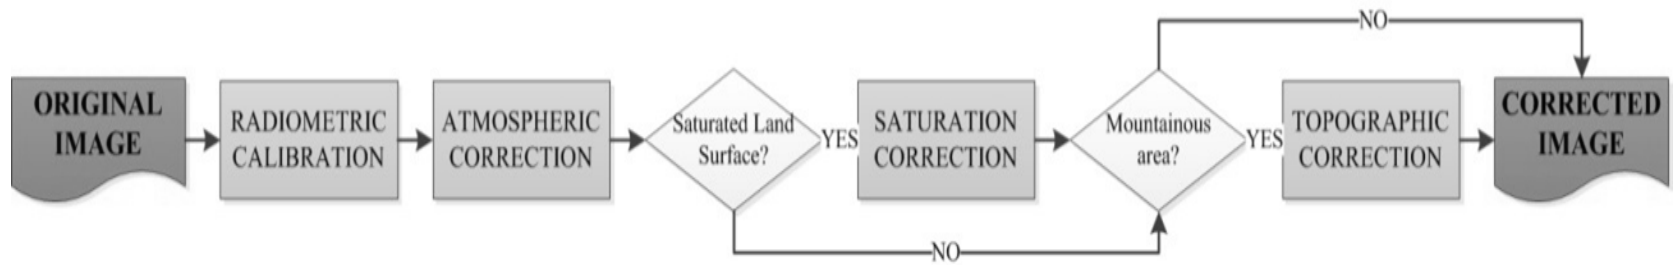 ORIGINAL
IMAGE
RADIOMETRIC
CALIBRATION
ATMOSPHERIC
CORRECTION
Saturated Land
Surface?
YES
NO
SATURATION
CORRECTION
Mountainous
area?
YES
NO
TOPOGRAPHIC
CORRECTION
CORRECTED
IMAGE